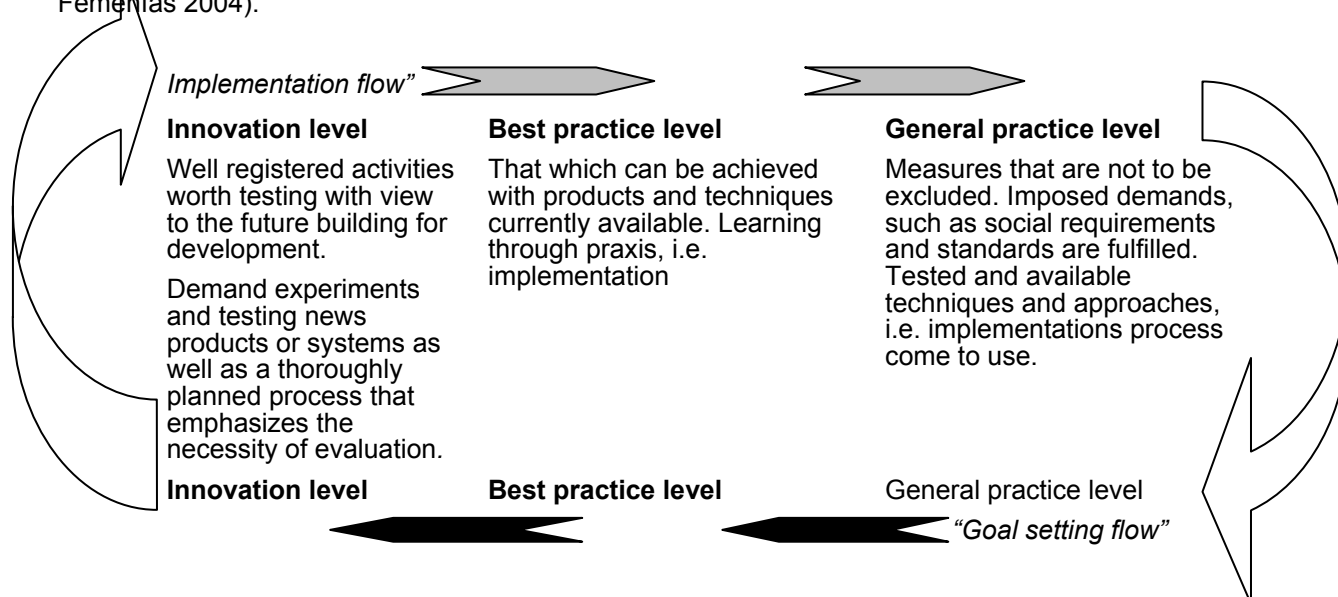 Femenías 2004).
Implementation flow”
Innovation level
Well registered activities
worth testing with view
to the future building for
development.
Demand experiments
and testing news
products or systems as
well as a thoroughly
planned process that
emphasizes the
necessity of evaluation.
Best practice level
That which can be achieved
with products and techniques
currently available. Learning
through praxis, i.e.
implementation
General practice level
Measures that are not to be
excluded. Imposed demands,
such as social requirements
and standards are fulfilled.
Tested and available
techniques and approaches,
i.e. implementations process
come to use.
Innovation level
Best practice level
General practice level
“Goal setting flow”